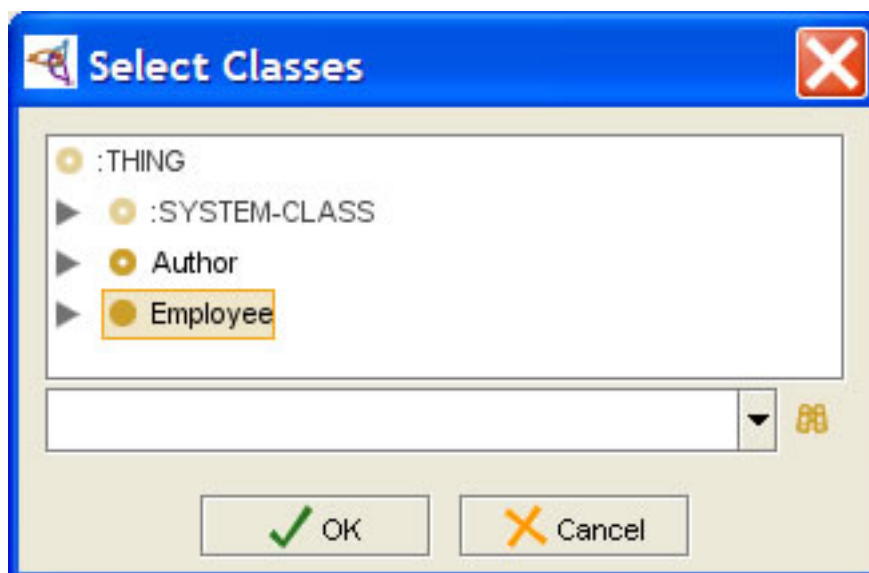 Select Classes
:THING
:SYSTEM-CLASS
Author
Employee
OK Cancel